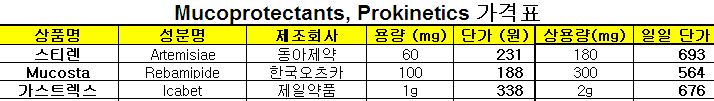 Mucoprotectants, Prokinetics 가격표
상품명 성분명 제조회사 용량 (mg) 단가 (원) 상용량(mg) 일일 단가
스티렌 Artemisiae 동아제약 60 231 180 693
Mucosta Rebamipide 한국오츠카 100 188 300 564
가스트렉스 Icabet 제일약품 1g 338 2g 676